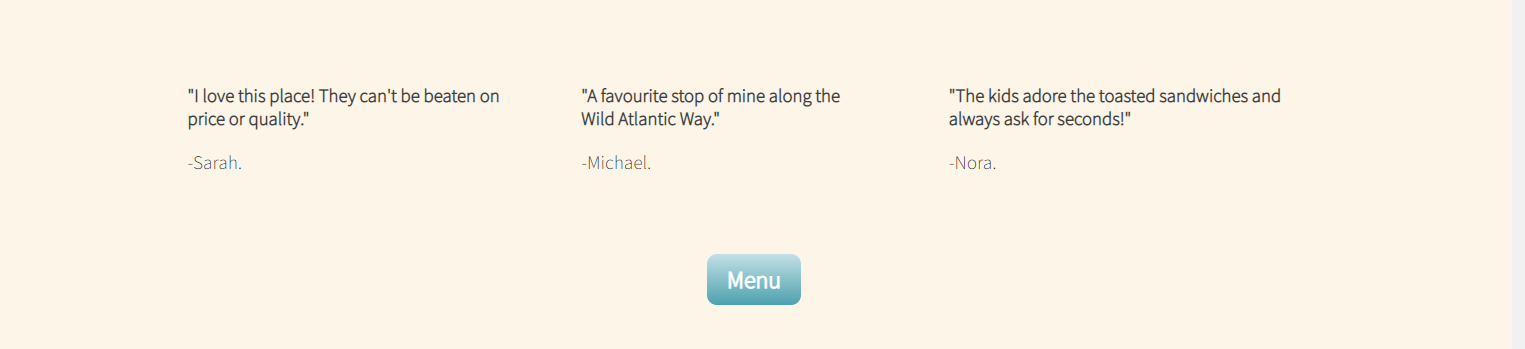 "I love this place! They can't be beaten on
price or quality."
-Sarah.
"A favourite stop of mine along the
Wild Atlantic Way."
-Michael.
"The kids adore the toasted sandwiches and
always ask for seconds!"
-Nora.
Menu